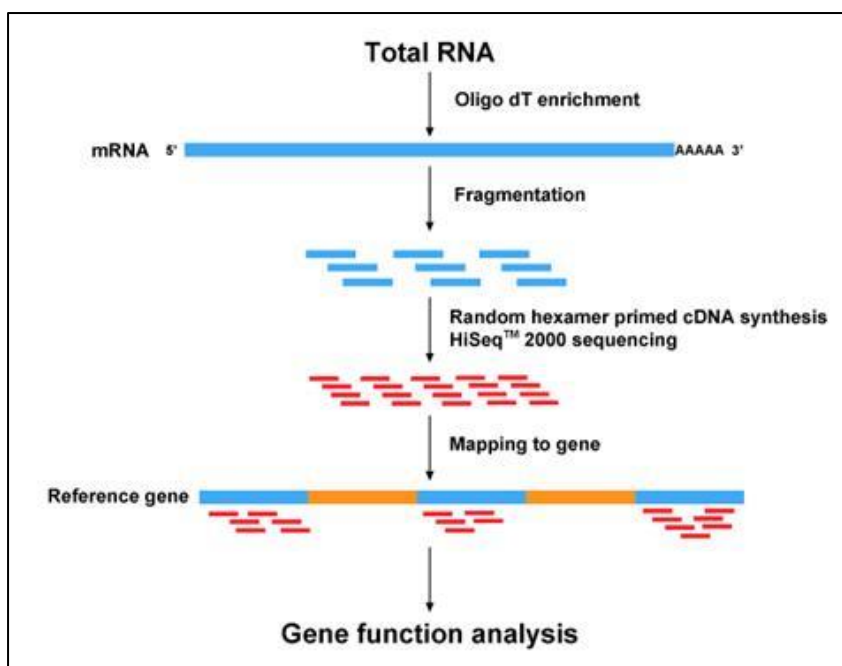 Total RNA
Oligo dT enrichment
mRNA 5' AAAAA 3'
Fragmentation
Random hexamer primed cDNA synthesis
HiSeq™ 2000 sequencing
Mapping to gene
Reference gene
Gene function analysis